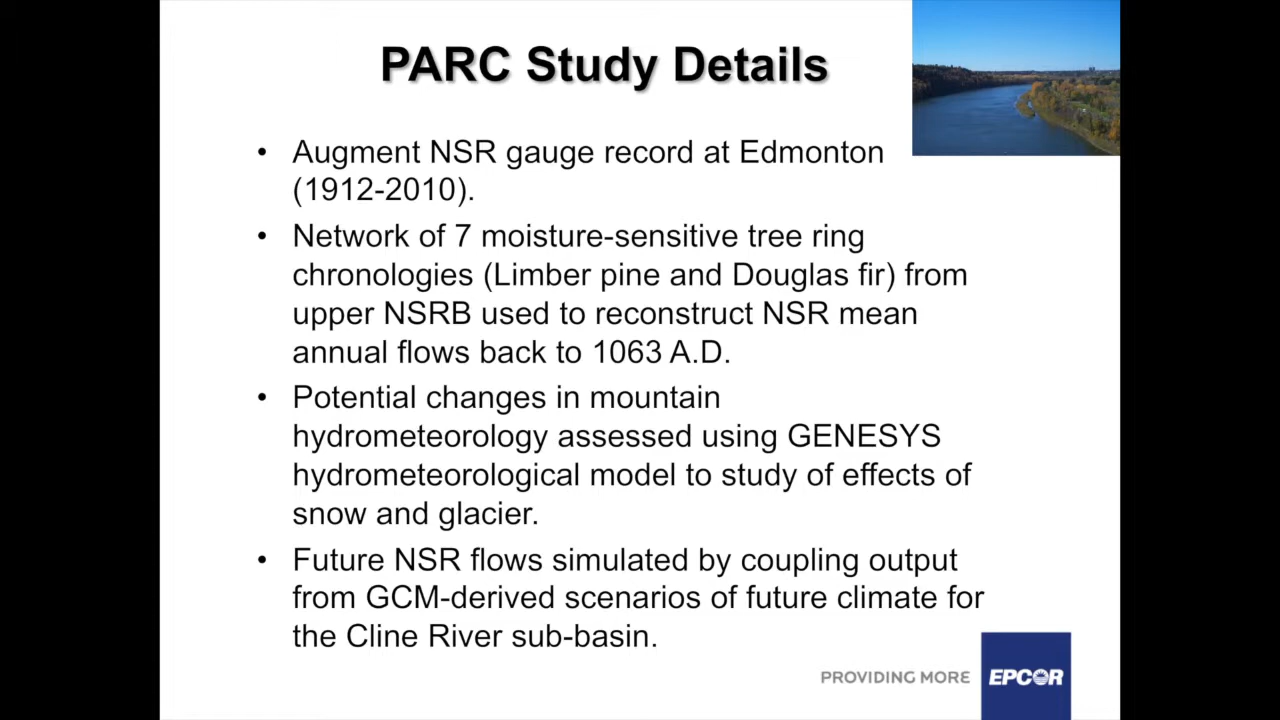 PARC Study Details
• Augment NSR gauge record at Edmonton
(1912-2010).
• Network of 7 moisture-sensitive tree ring
chronologies (Limber pine and Douglas fir) from
upper NSRB used to reconstruct NSR mean
annual flows back to 1063 A.D.
• Potential changes in mountain
hydrometeorology assessed using GENESYS
hydrometeorological model to study of effects of
snow and glacier.
• Future NSR flows simulated by coupling output
from GCM-derived scenarios of future climate for
the Cline River sub-basin.
PROVIDING MORE EPCOR